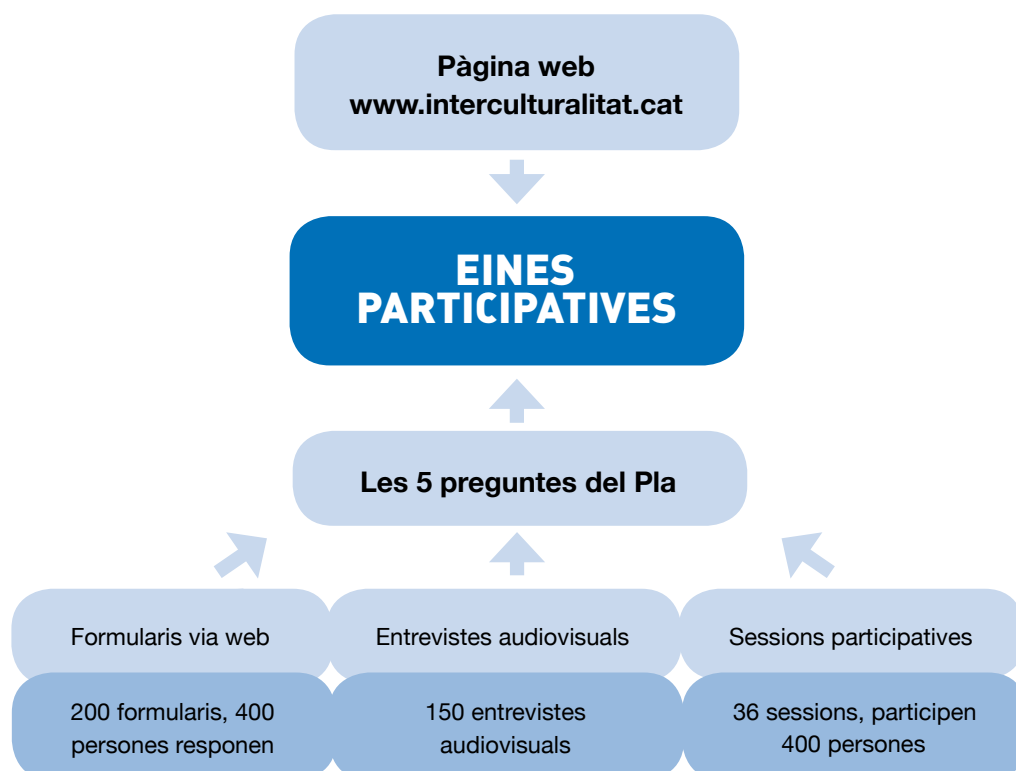 Pàgina web
www.interculturalitat.cat
EINES
PARTICIPATIVES
Les 5 preguntes del Pla
Formularis via web
Entrevistes audiovisuals
Sessions participatives
200 formularis, 400
persones responen
150 entrevistes
audiovisuals
36 sessions, participen
400 persones